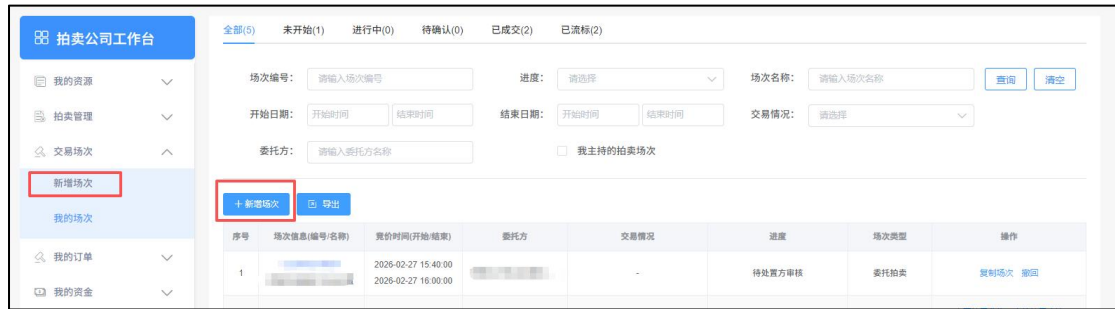 拍卖公司工作台
我的资源
拍卖管理
交易场次
新增场次
我的场次
我的订单
我的资金
全部(5) 未开始(1) 进行中(0) 待确认(0) 已成交(2) 已流标(2)
场次编号： 请输入场次编号 进度： 请选择 场次名称： 请输入场次名称 查询 清空
开始日期： 开始时间 结束时间 结束日期： 开始时间 结束时间 交易情况： 请选择
委托方： 请输入委托方名称 我主持的拍卖场次
＋新增场次 导出
序号 场次信息(编号/名称) 竞价时间(开始/结束) 委托方 交易情况 进度 场次类型 操作
1 2026-02-27 15:40:00 - 待处置方审核 委托拍卖 复制场次 撤回
2026-02-27 16:00:00